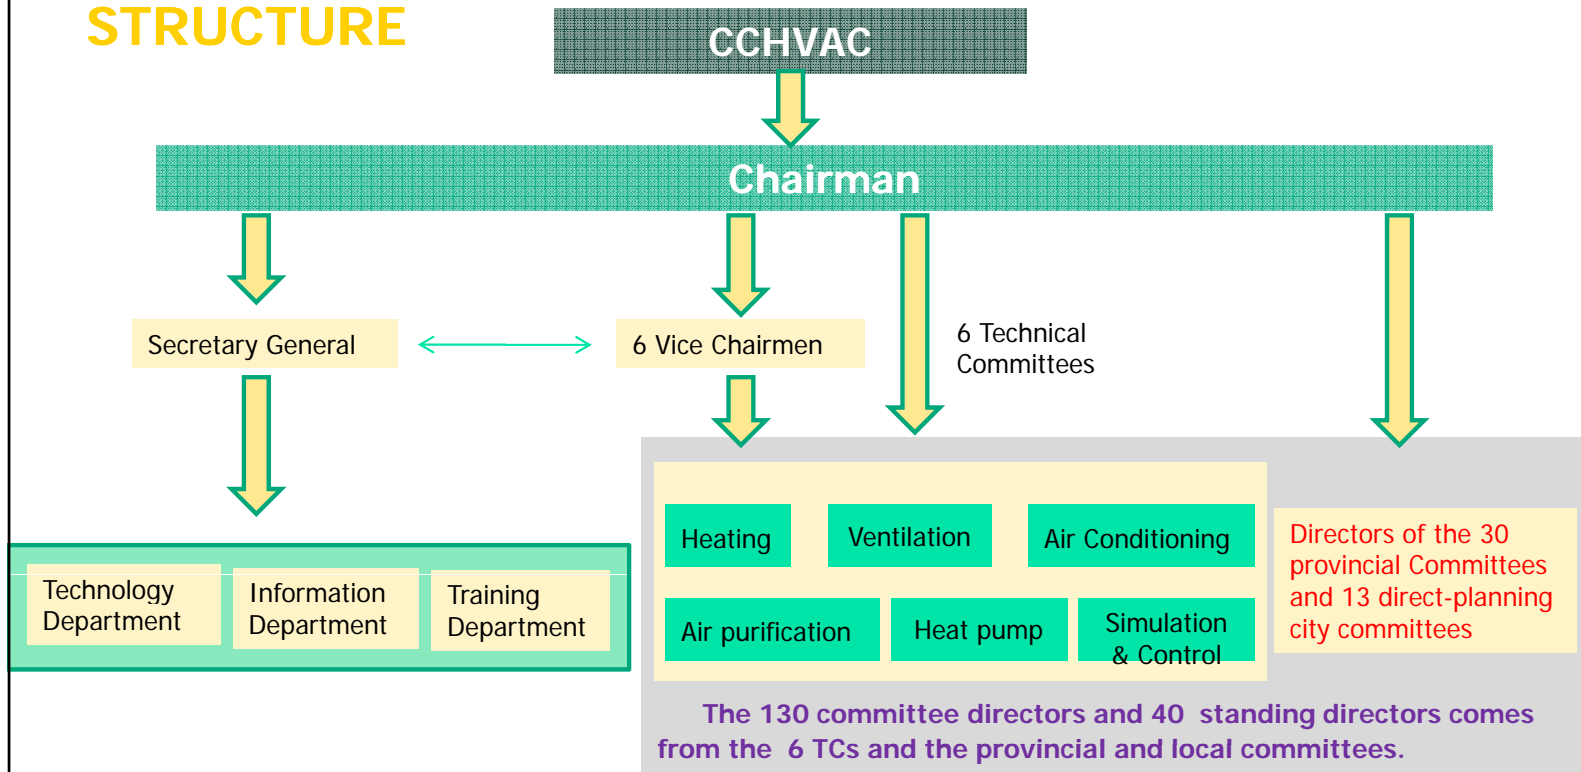 STRUCTURE
CCHVAC
Chairman
Secretary General
6 Vice Chairmen
6 Technical
Committees
Heating
Ventilation
Air Conditioning
Air purification
Heat pump
Simulation
& Control
Directors of the 30
provincial Committees
and 13 direct-planning
city committees
Technology
Department
Information
Department
Training
Department
The 130 committee directors and 40 standing directors comes
from the 6 TCs and the provincial and local committees.